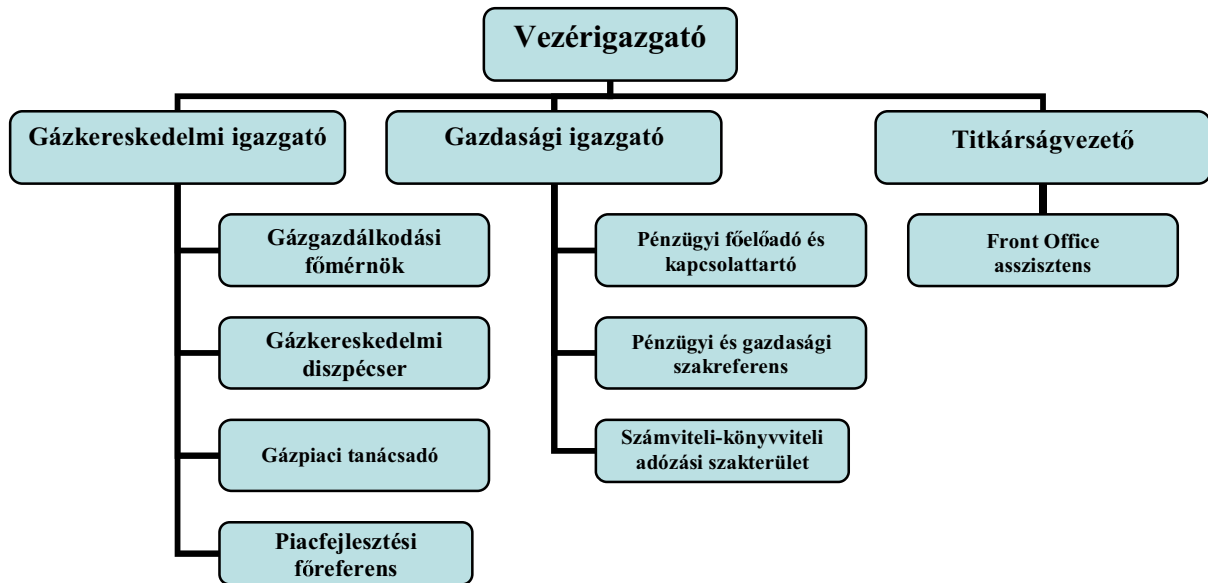 Vezérigazgató
Gázkereskedelmi igazgató
Gazdasági igazgató
Titkárságvezető
Gázgazdálkodási
főmérnök
Pénzügyi főelőadó és
kapcsolattartó
Front Office
asszisztens
Gázkereskedelmi
diszpécser
Pénzügyi és gazdasági
szakreferens
Gázpiaci tanácsadó
Számviteli-könyvviteli
adózási szakterület
Piacfejlesztési
főreferens